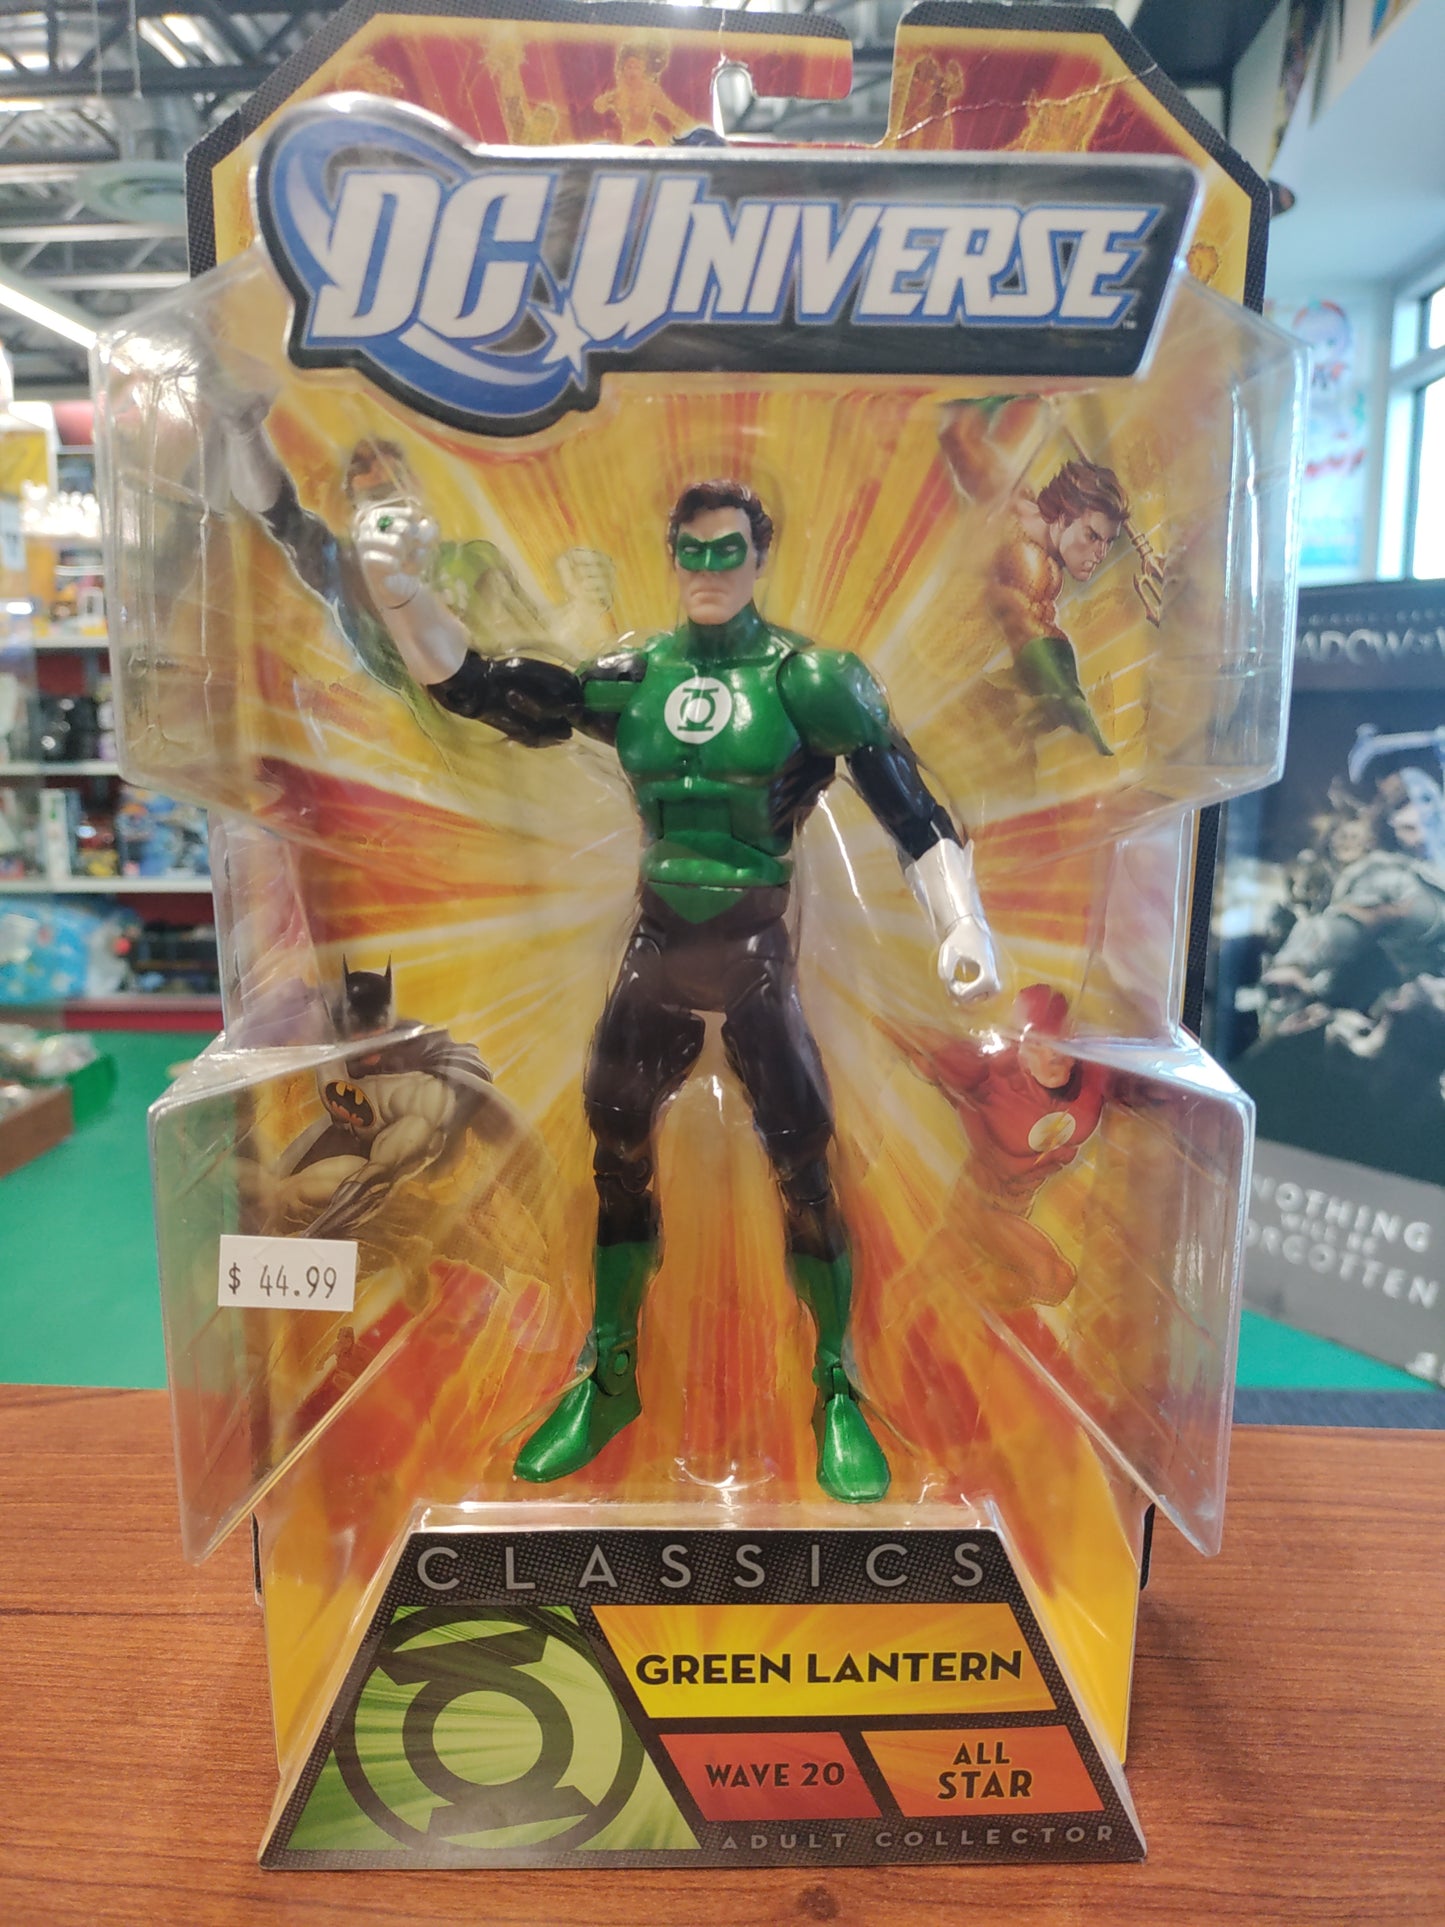 DC UNIVERSE
$ 44.99
NOTHING
WILL BE
FORGOTTEN
CLASSICS
GREEN LANTERN
WAVE 20
ALL
STAR
ADULT COLLECTOR